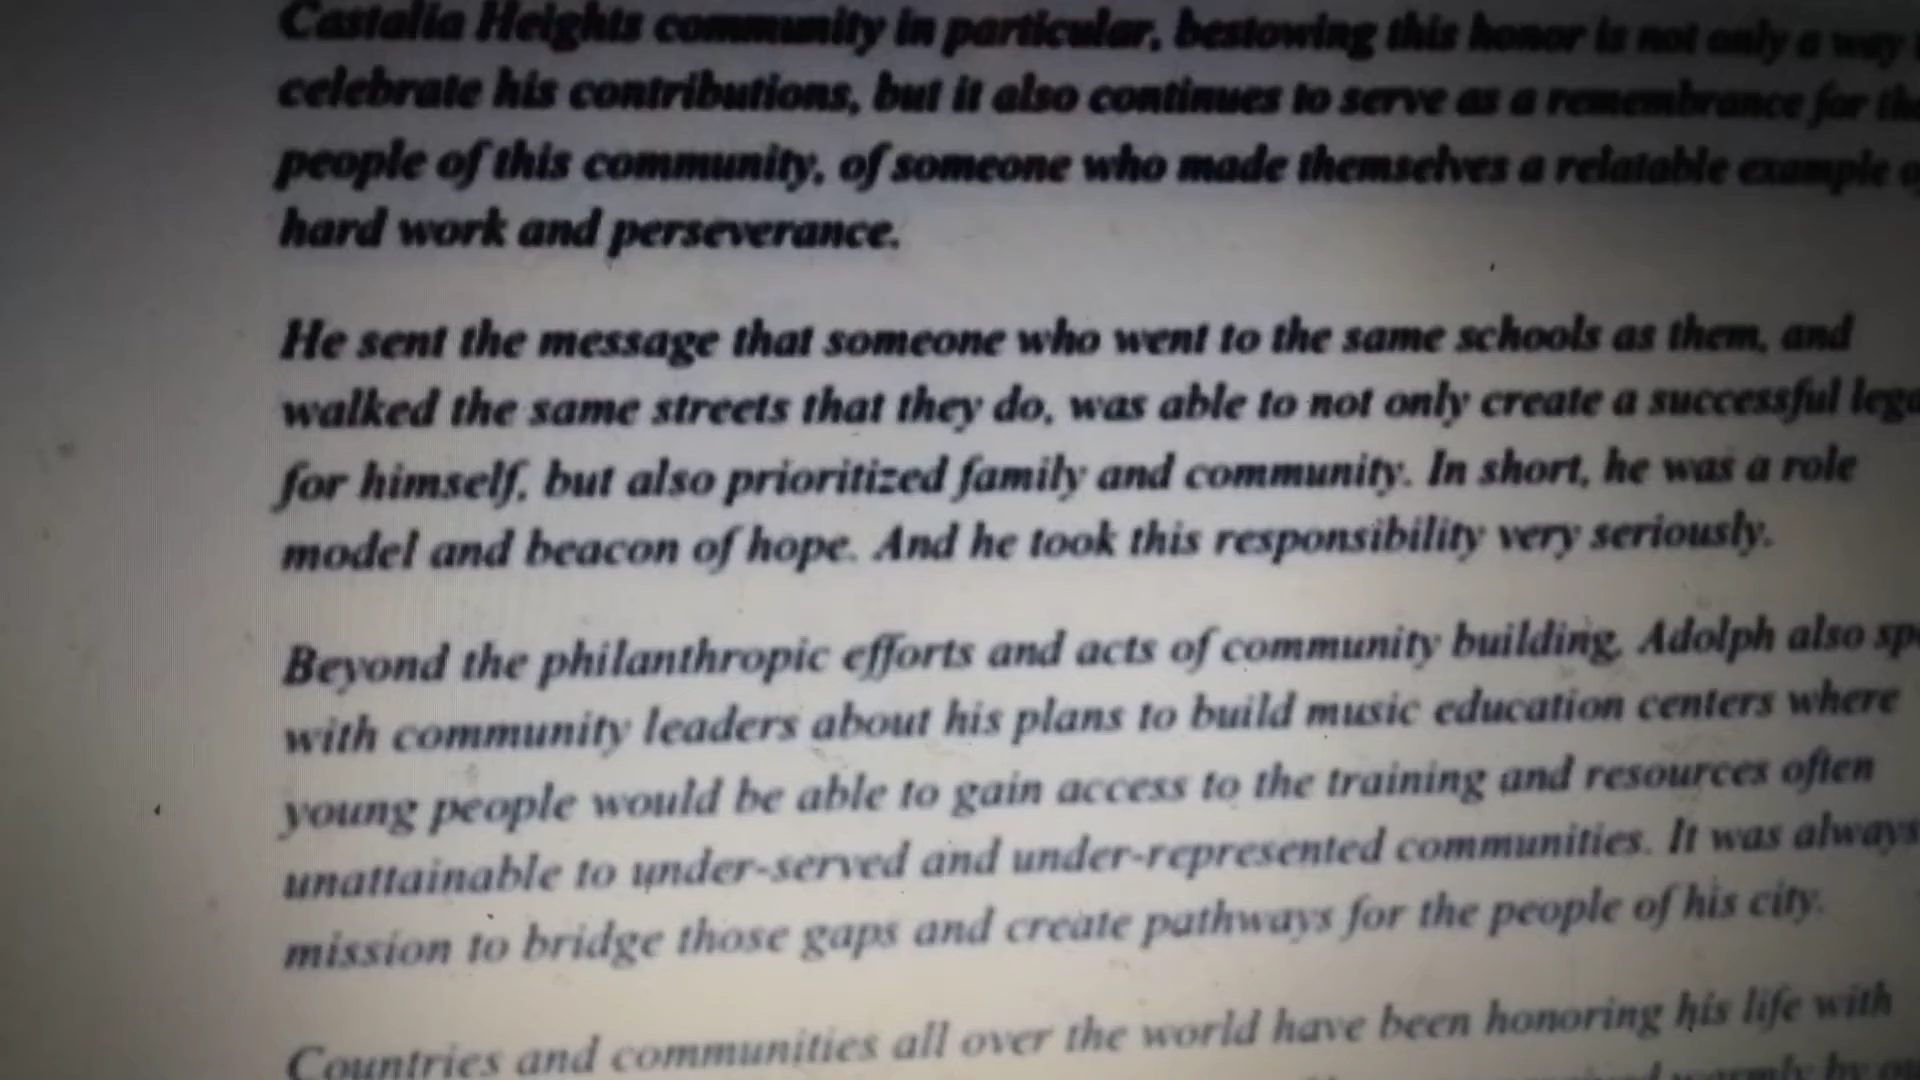 Castalia Heights community in particular, bestowing this honor is not only a way
celebrate his contributions, but it also continues to serve as a remembrance for the
people of this community, of someone who made themselves a relatable example
hard work and perseverance.
He sent the message that someone who went to the same schools as them, and
walked the same streets that they do, was able to not only create a successful
for himself, but also prioritized family and community. In short, he was a role
model and beacon of hope. And he took this responsibility very seriously.
Beyond the philanthropic efforts and acts of community building, Adolph also
with community leaders about his plans to build music education centers where
young people would be able to gain access to the training and resources often
unattainable to under-served and under-represented communities. It was always
mission to bridge those gaps and create pathways for the people of his city.
Countries and communities all over the world have been honoring his life with
warmly by